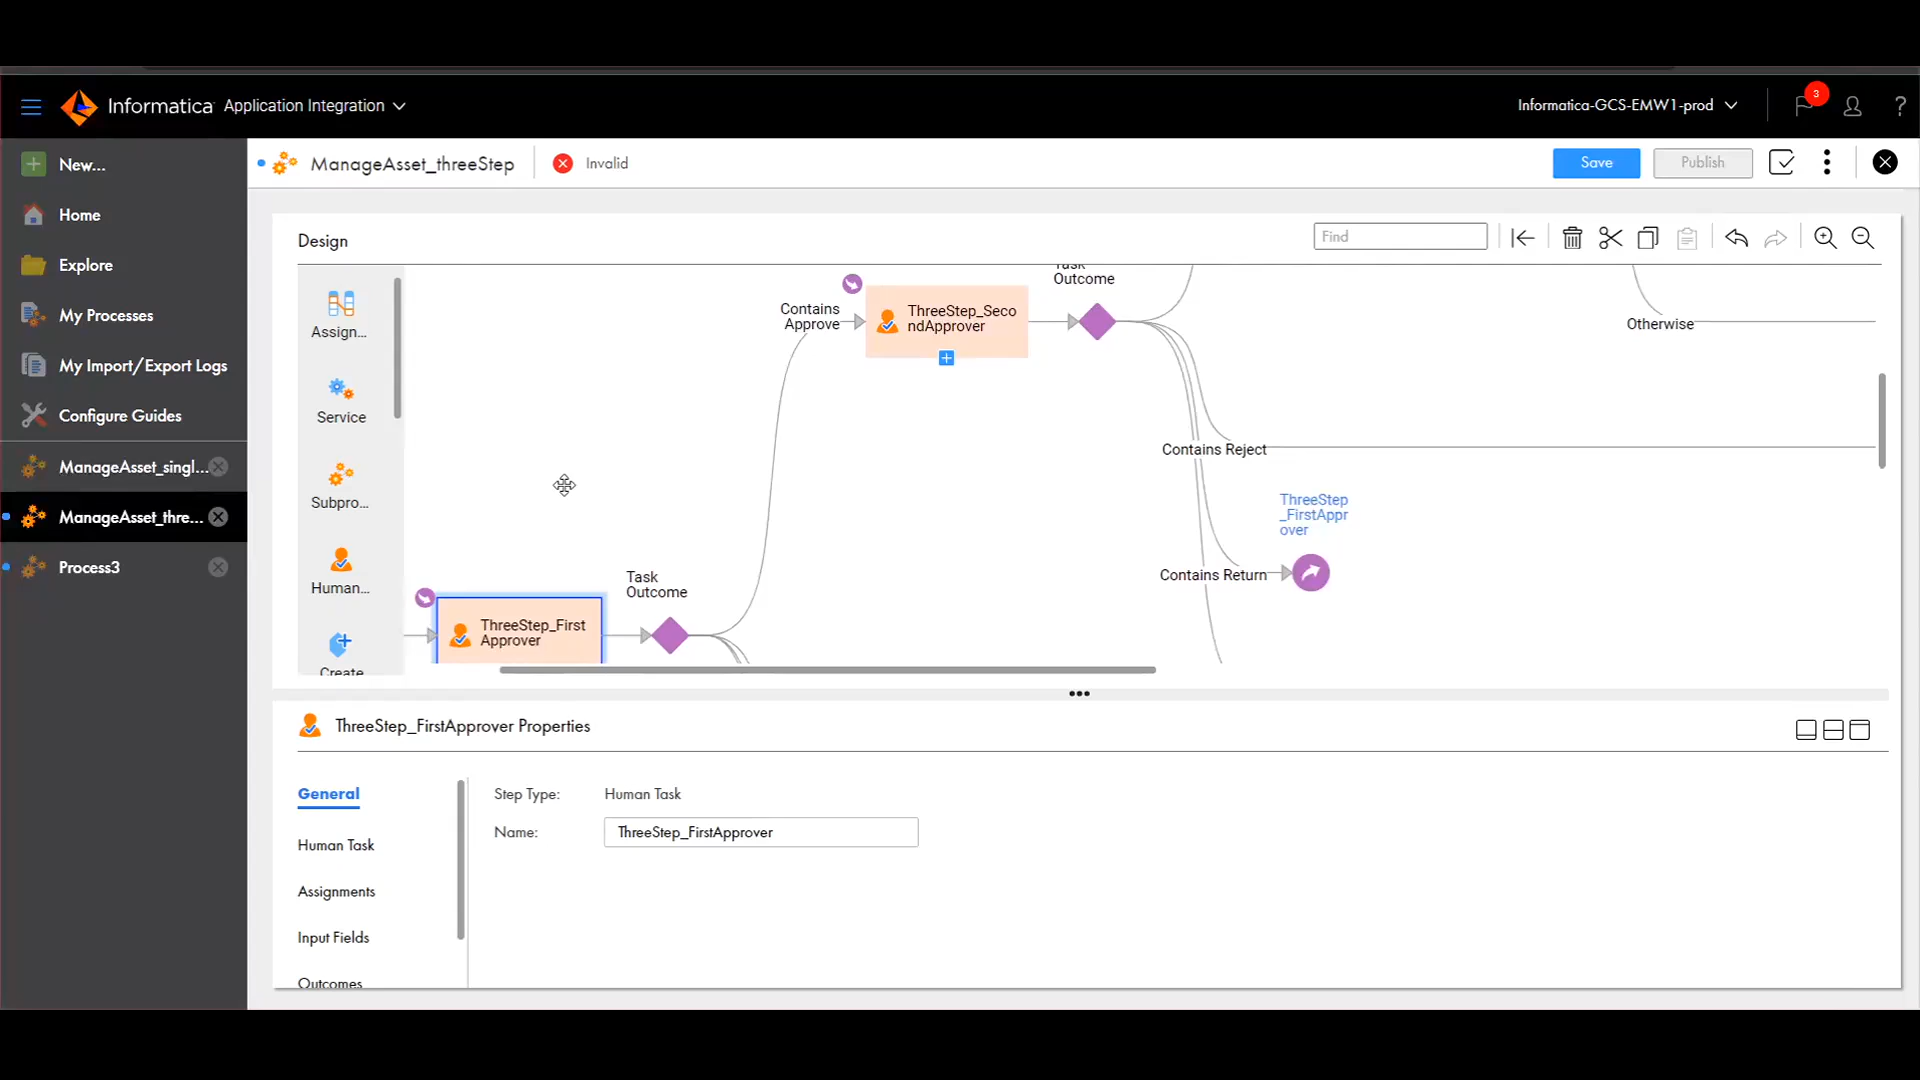 Informatica Application Integration
Informatica-GCS-EMW1-prod
3
?
New...
Home
Explore
My Processes
My Import/Export Logs
Configure Guides
ManageAsset_singl...
ManageAsset_thre...
Process3
ManageAsset_threeStep
Invalid
Save
Publish
Design
Find
Assign...
Service
Subpro...
Human...
Create
Contains
Approve
ThreeStep_Seco
ndApprover
Task
Outcome
Otherwise
Contains Reject
ThreeStep
_FirstAppr
over
Contains Return
Task
Outcome
ThreeStep_First
Approver
ThreeStep_FirstApprover Properties
General
Human Task
Assignments
Input Fields
Outcomes
Step Type: Human Task
Name: ThreeStep_FirstApprover